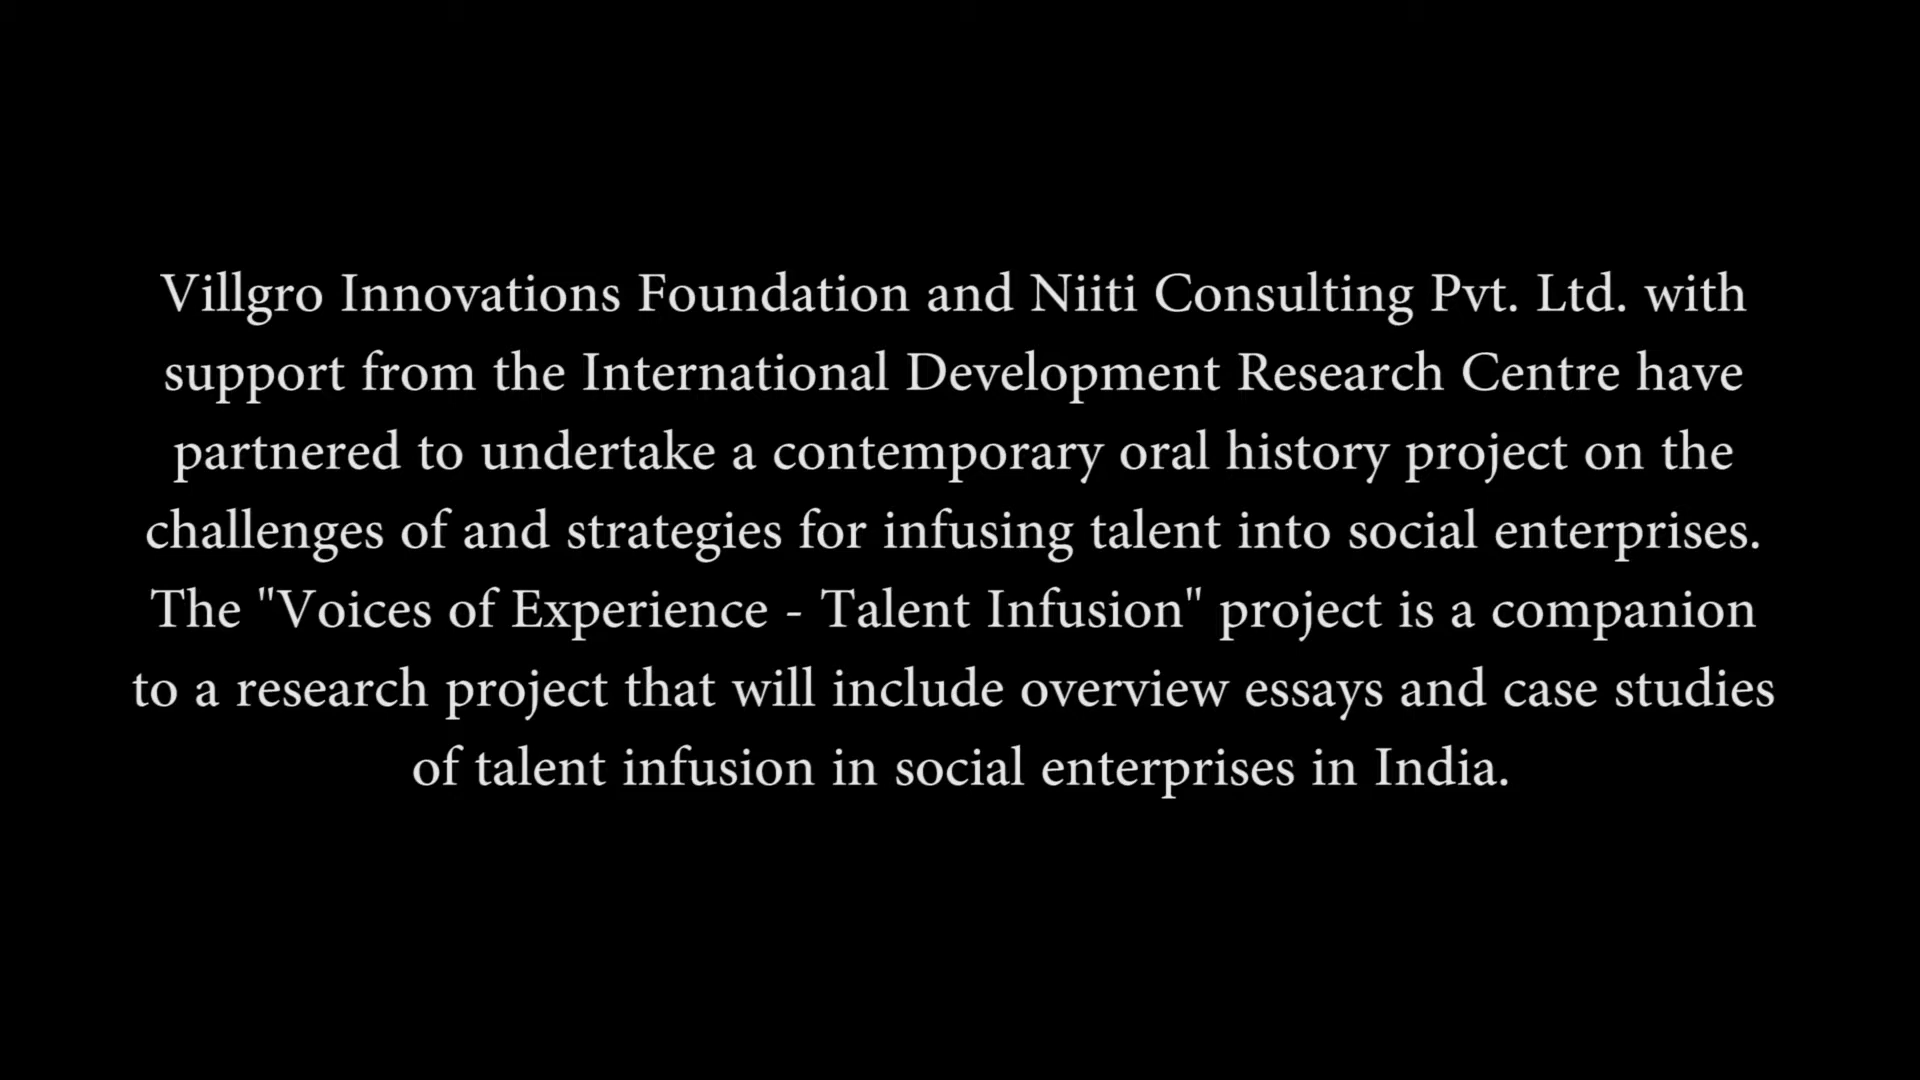 Villgro Innovations Foundation and Niiti Consulting Pvt. Ltd. with
support from the International Development Research Centre have
partnered to undertake a contemporary oral history project on the
challenges of and strategies for infusing talent into social enterprises.
The "Voices of Experience - Talent Infusion" project is a companion
to a research project that will include overview essays and case studies
of talent infusion in social enterprises in India.